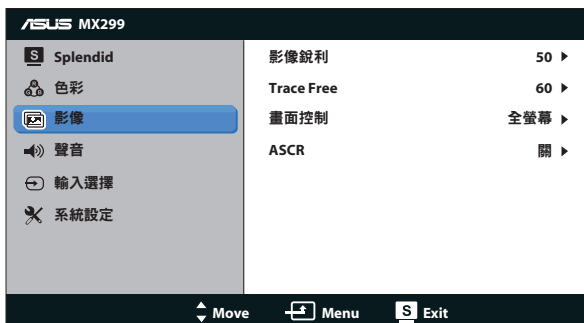 ASUS MX299
S Splendid
色彩
影像
聲音
輸入選擇
系統設定
影像銳利 50
Trace Free 60
畫面控制 全螢幕
ASCR 關
Move Menu S Exit